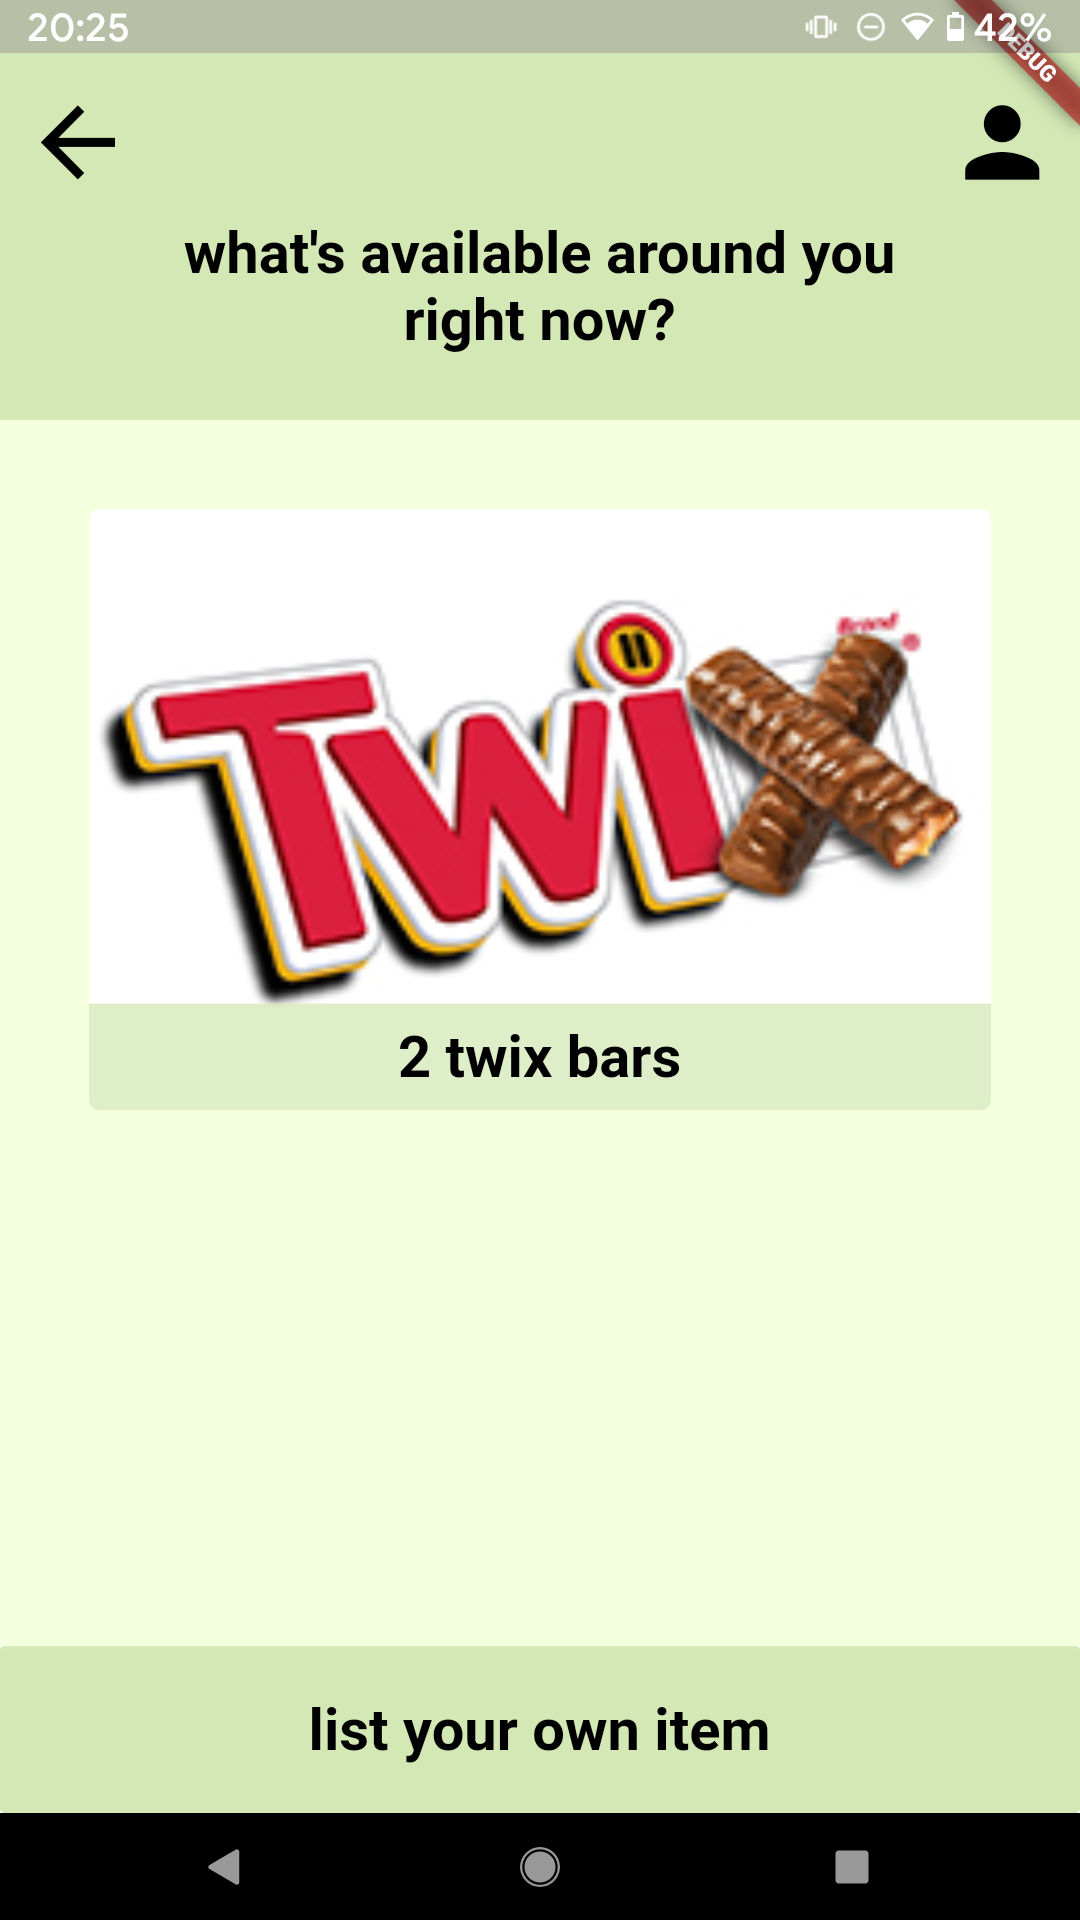 20:25
42%
DEBUG
what's available around you
right now?
Brand
Twix
®
2 twix bars
list your own item